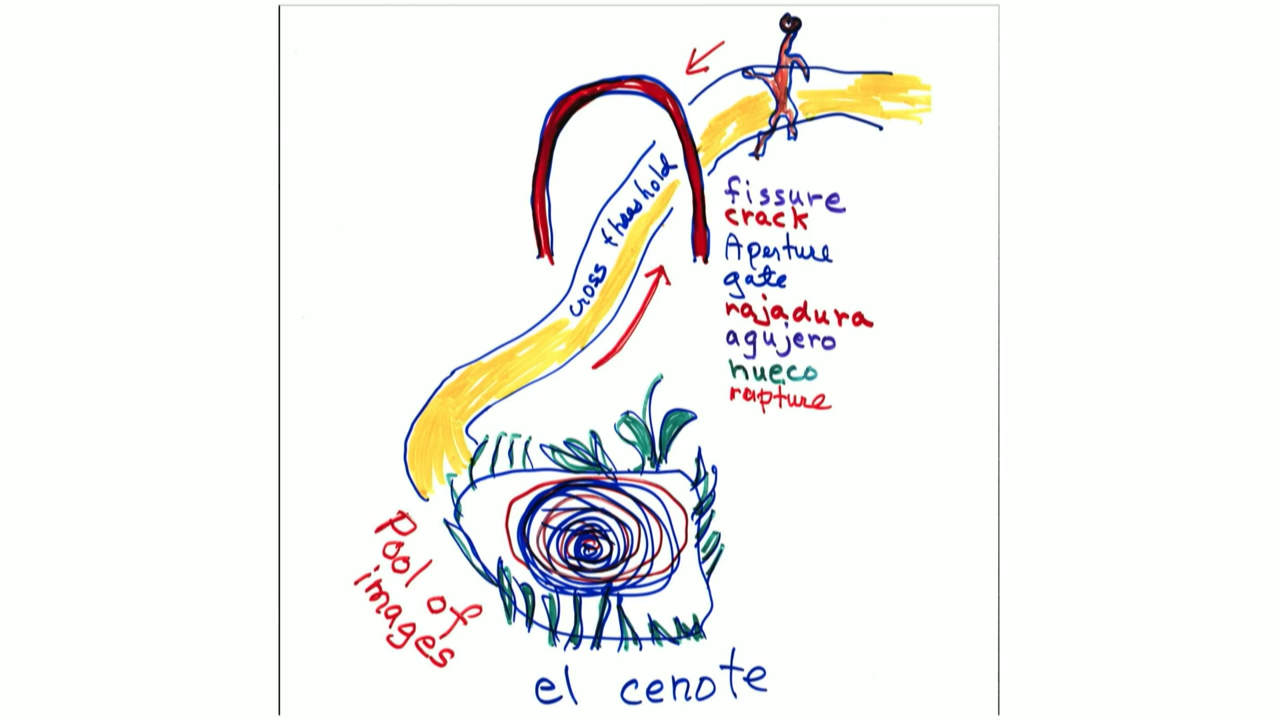 cross threshold
fissure
crack
Aperture
gate
rajadura
agujero
hueco
rapture
Pool of
images
el cenote